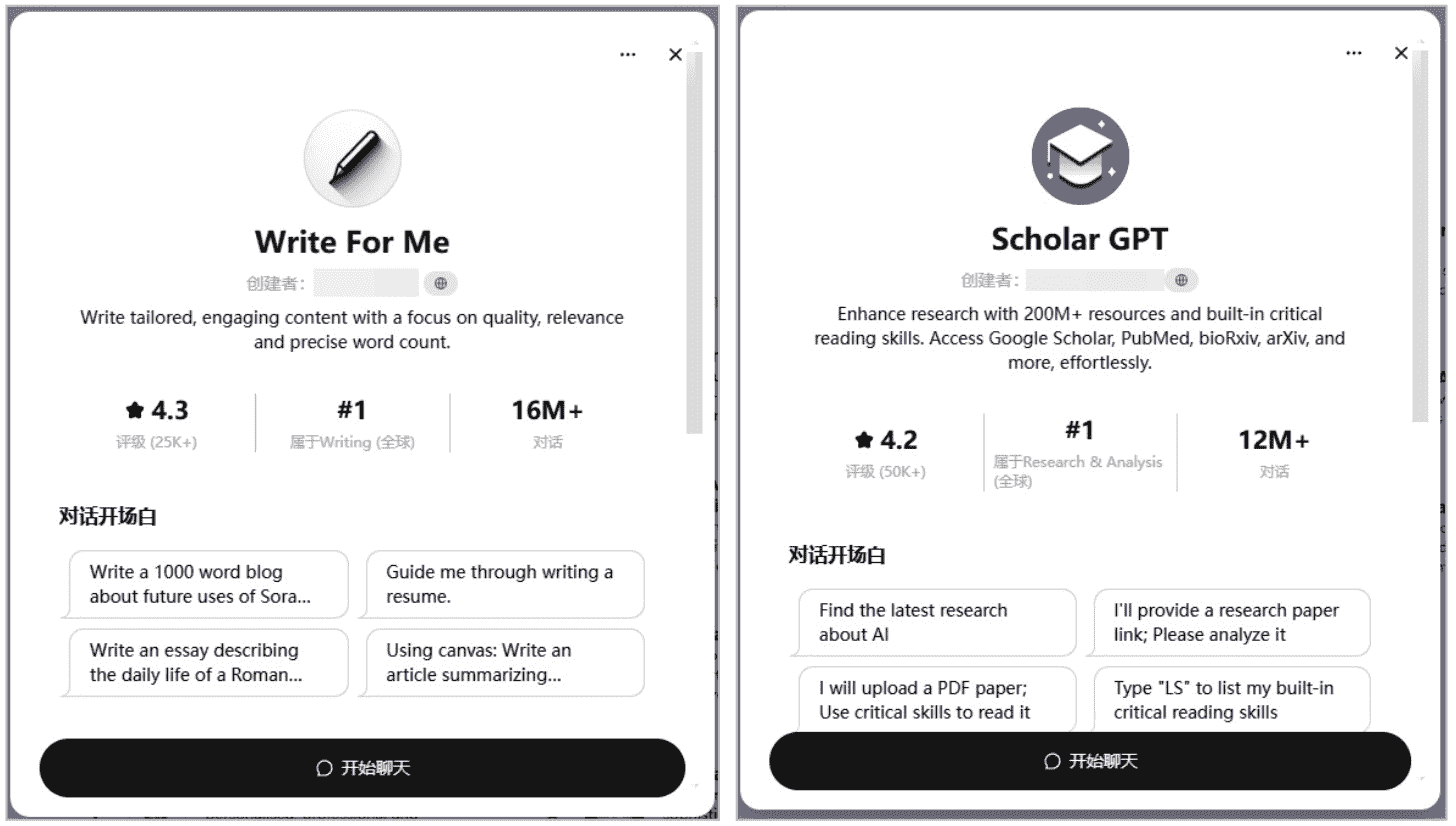 Write For Me
创建者：
Write tailored, engaging content with a focus on quality, relevance
and precise word count.
4.3
评级 (25K+)
#1
属于Writing (全球)
16M+
对话
对话开场白
Write a 1000 word blog
about future uses of Sora...
Guide me through writing a
resume.
Write an essay describing
the daily life of a Roman...
Using canvas: Write an
article summarizing...
开始聊天
Scholar GPT
创建者：
Enhance research with 200M+ resources and built-in critical
reading skills. Access Google Scholar, PubMed, bioRxiv, arXiv, and
more, effortlessly.
4.2
评级 (50K+)
#1
属于Research & Analysis
(全球)
12M+
对话
对话开场白
Find the latest research
about AI
I'll provide a research paper
link; Please analyze it
I will upload a PDF paper;
Use critical skills to read it
Type "LS" to list my built-in
critical reading skills
开始聊天